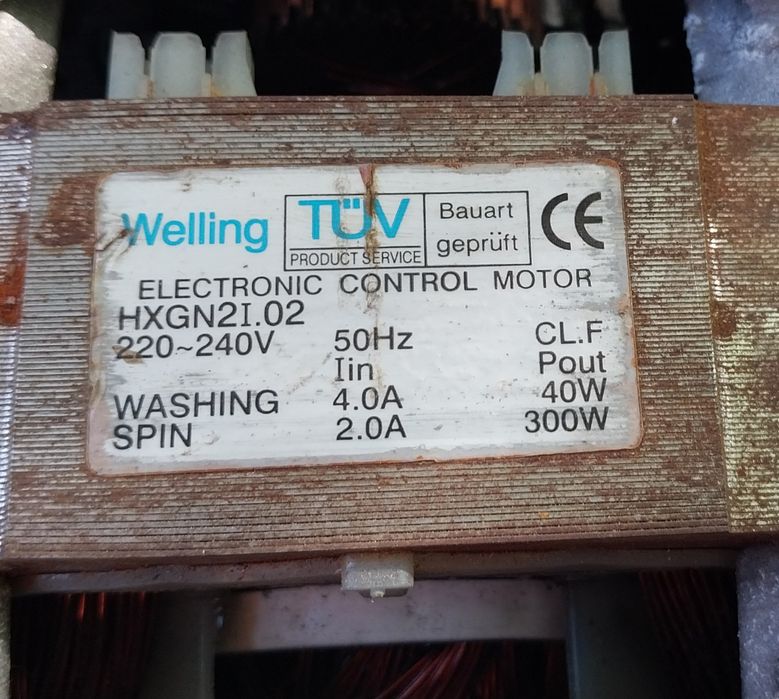 Welling TÜV Bauart CE
PRODUCT SERVICE geprüft
ELECTRONIC CONTROL MOTOR
HXGN2I.02
220~240V 50Hz CL.F
Iin Pout
WASHING 4.0A 40W
SPIN 2.0A 300W